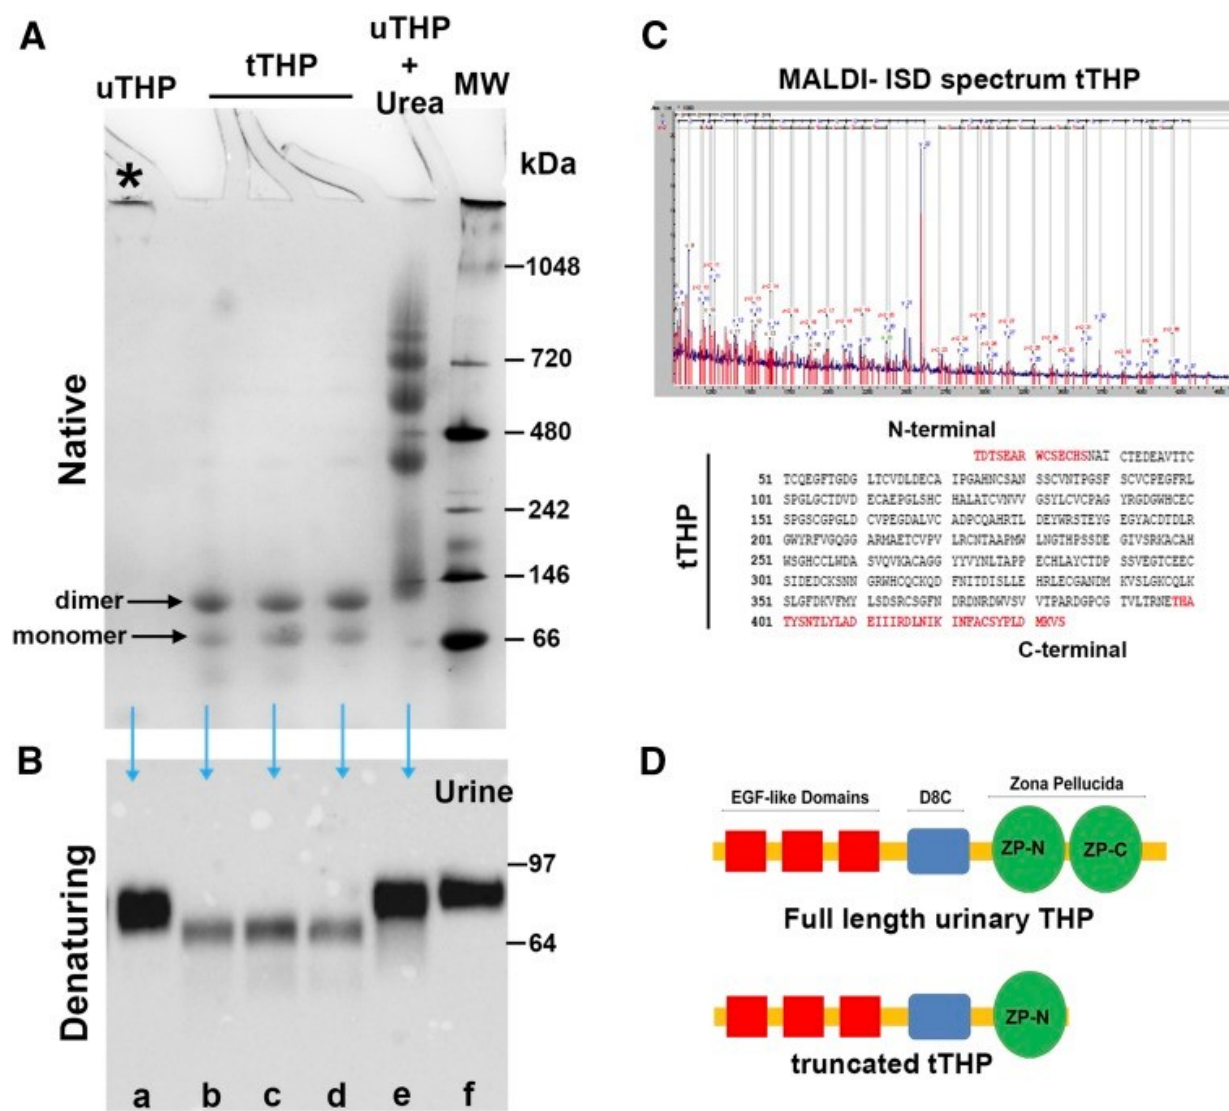 A
uTHP
tTHP
uTHP
+
Urea
MW
kDa
*
1048
720
480
242
146
66
Native
dimer
monomer
B
Denaturing
Urine
97
64
a b c d e f
C
MALDI- ISD spectrum tTHP
N-terminal
tTHP
TDTSEAR WCSECHSNAT CTEDEAVTTC
51 TCQEGFTGDG LTCVDLDECA IPGAHNCSAN SSCVNTPGSF SCVCPEGFRL
101 SPGLGCTDVD ECAEPGLSHC HALATCVNVV GSYLCVCPAG YRGDGWHCEC
151 SPGSCGPGLD CVPEGDALVC ADPCQAHRTL DEYWRSTEYG EGYACDTDLR
201 GWYRFVGQGG ARMAETCVPV LRCNTAAPMW LNGTHPSSDE GIVSRKACAH
251 WSGHCCLWDA SVQVKACAGG YYVYNLTAPP ECHLAYCTDP SSVEGTCEEC
301 SIDEDCKSNN GRWHCQCKQD FNITDISLLE HRLECGANDM KVSLGKCQLK
351 SLGFDKVFMY LSDSRCSGFN DRDNRDWVSV VTPARDGPCG TVLTRNETHA
401 TYSNTLYLAD EIIIRDLNIK INFACSYPLD MKVS
C-terminal
D
EGF-like Domains
D8C
Zona Pellucida
ZP-N
ZP-C
Full length urinary THP
ZP-N
truncated tTHP